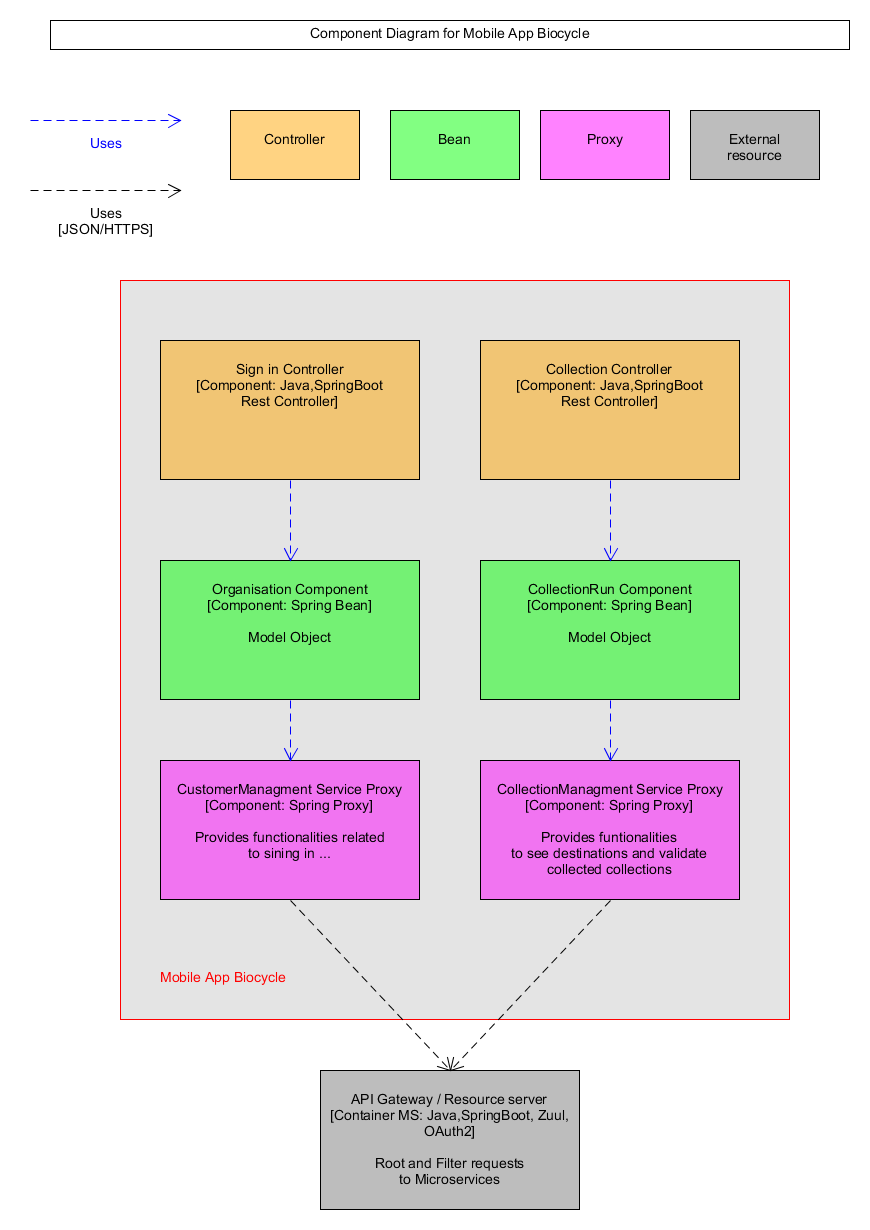 Component Diagram for Mobile App Biocycle
Uses
Controller
Bean
Proxy
External
resource
Uses
[JSON/HTTPS]
Sign in Controller
[Component: Java,SpringBoot
Rest Controller]
Collection Controller
[Component: Java,SpringBoot
Rest Controller]
Organisation Component
[Component: Spring Bean]
Model Object
CollectionRun Component
[Component: Spring Bean]
Model Object
CustomerManagment Service Proxy
[Component: Spring Proxy]
Provides functionalities related
to sining in ...
CollectionManagment Service Proxy
[Component: Spring Proxy]
Provides funtionalities
to see destinations and validate
collected collections
Mobile App Biocycle
API Gateway / Resource server
[Container MS: Java,SpringBoot, Zuul,
OAuth2]
Root and Filter requests
to Microservices